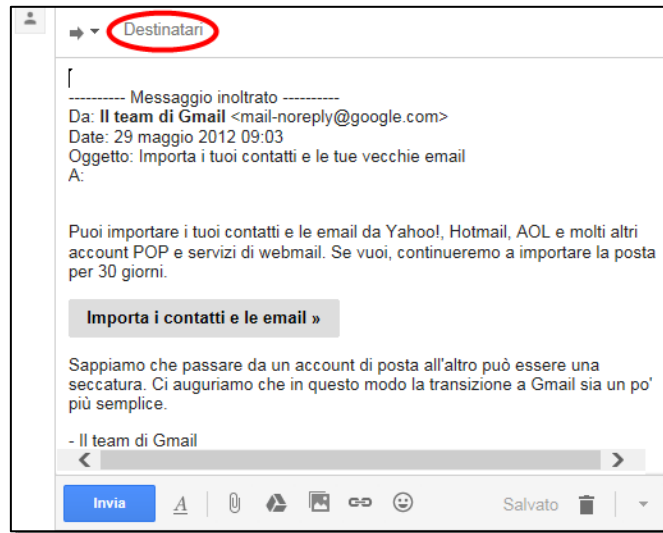 Destinatari
---------- Messaggio inoltrato ----------
Da: Il team di Gmail <mail-noreply@google.com>
Date: 29 maggio 2012 09:03
Oggetto: Importa i tuoi contatti e le tue vecchie email
A:
Puoi importare i tuoi contatti e le email da Yahoo!, Hotmail, AOL e molti altri
account POP e servizi di webmail. Se vuoi, continueremo a importare la posta
per 30 giorni.
Importa i contatti e le email »
Sappiamo che passare da un account di posta all'altro può essere una
seccatura. Ci auguriamo che in questo modo la transizione a Gmail sia un po'
più semplice.
- Il team di Gmail
Invia A Salvato